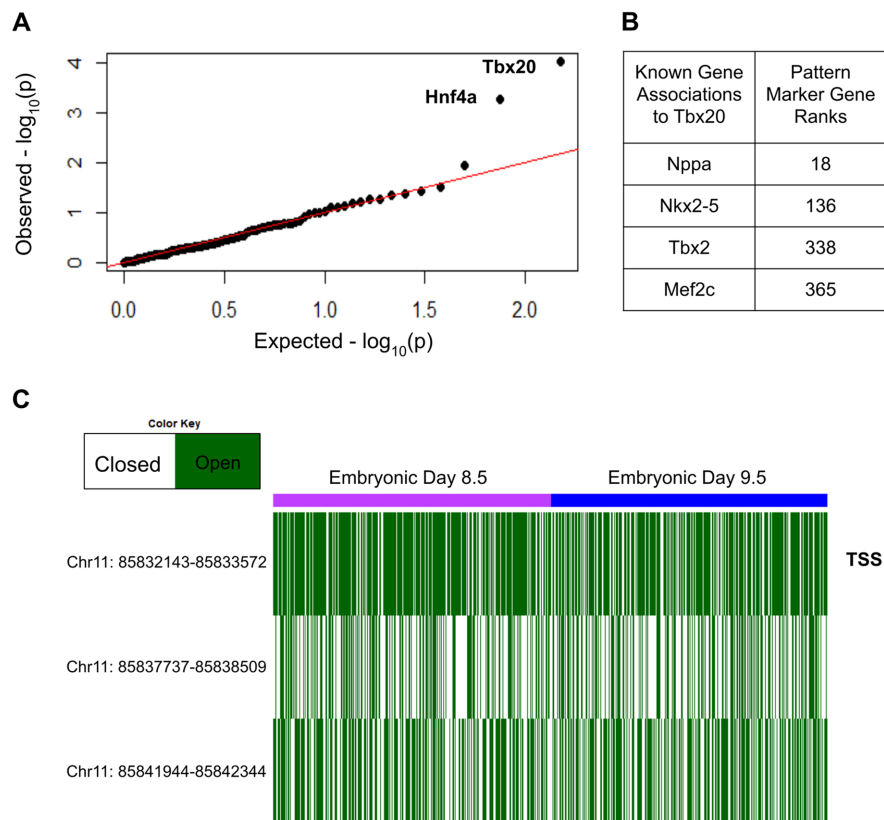 A
Observed - log10(p)
4
3
2
1
0
Tbx20
Hnf4a
0.0 0.5 1.0 1.5 2.0
Expected - log10(p)
B
Known Gene Associations to Tbx20
Pattern Marker Gene Ranks
Nppa 18
Nkx2-5 136
Tbx2 338
Mef2c 365
C
Color Key
Closed Open
Embryonic Day 8.5 Embryonic Day 9.5
Chr11: 85832143-85833572 TSS
Chr11: 85837737-85838509
Chr11: 85841944-85842344